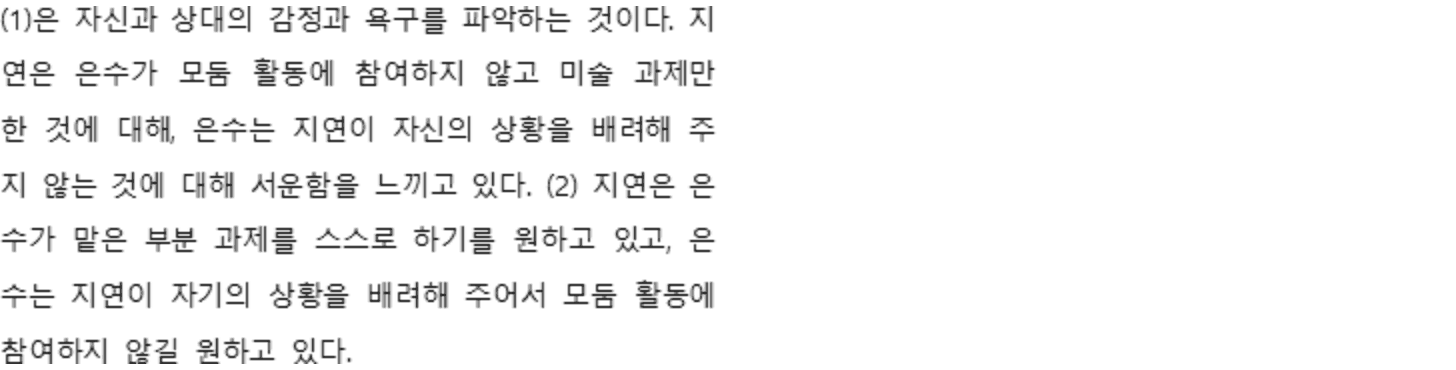 (1)은 자신과 상대의 감정과 욕구를 파악하는 것이다. 지
연은 은수가 모둠 활동에 참여하지 않고 미술 과제만
한 것에 대해, 은수는 지연이 자신의 상황을 배려해 주
지 않는 것에 대해 서운함을 느끼고 있다. (2) 지연은 은
수가 맡은 부분 과제를 스스로 하기를 원하고 있고, 은
수는 지연이 자기의 상황을 배려해 주어서 모둠 활동에
참여하지 않길 원하고 있다.